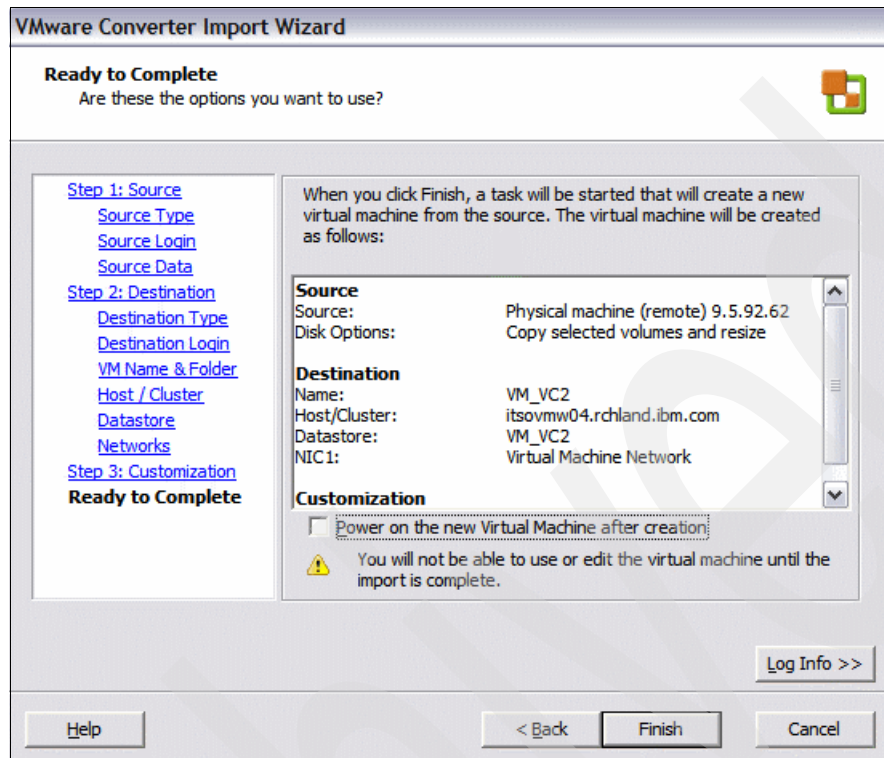 VMware Converter Import Wizard
Ready to Complete
Are these the options you want to use?
Step 1: Source
Source Type
Source Login
Source Data
Step 2: Destination
Destination Type
Destination Login
VM Name & Folder
Host / Cluster
Datastore
Networks
Step 3: Customization
Ready to Complete
When you click Finish, a task will be started that will create a new
virtual machine from the source. The virtual machine will be created
as follows:
Source
Source: Physical machine (remote) 9.5.92.62
Disk Options: Copy selected volumes and resize
Destination
Name: VM_VC2
Host/Cluster: itsovmw04.rchland.ibm.com
Datastore: VM_VC2
NIC1: Virtual Machine Network
Customization
Power on the new Virtual Machine after creation
You will not be able to use or edit the virtual machine until the
import is complete.
Log Info >>
Help
< Back
Finish
Cancel